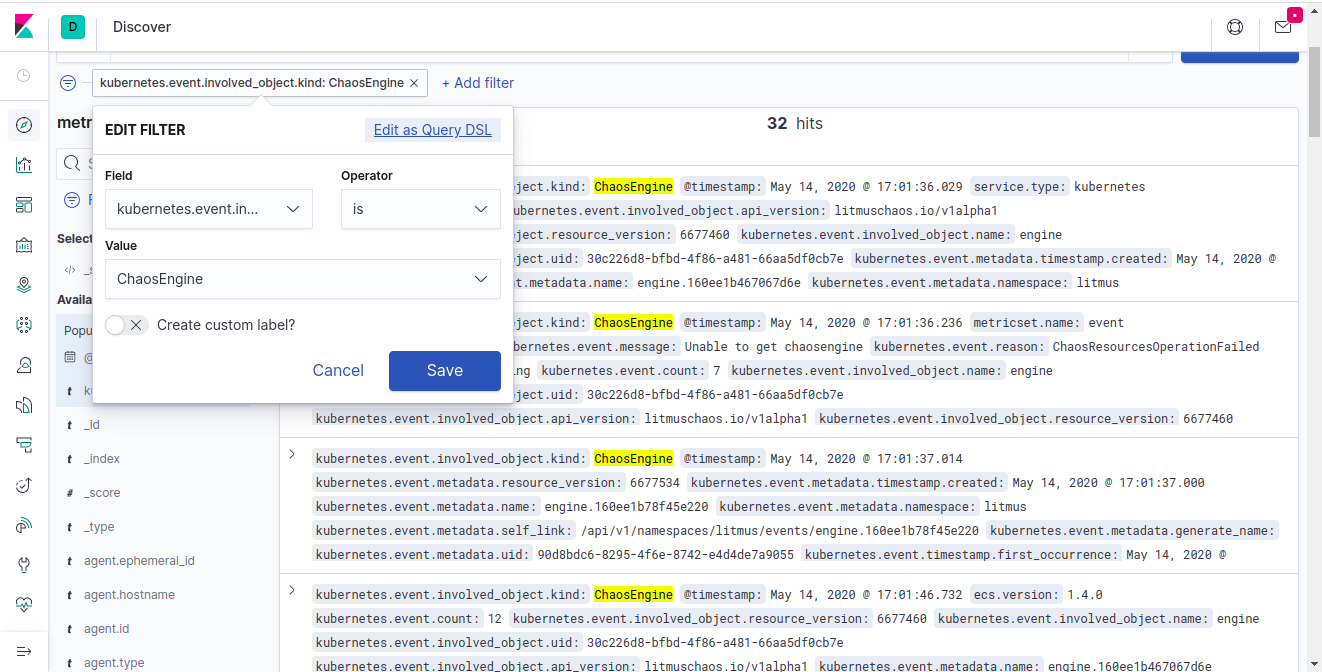 D
Discover
kubernetes.event.involved_object.kind: ChaosEngine ×
+ Add filter
metr
EDIT FILTER
Edit as Query DSL
32 hits
Field
Operator
kubernetes.event.in...
is
Value
ChaosEngine
Create custom label?
Cancel
Save
Select
</> _s
Availa
Popu
@
t k
t _id
t _index
# _score
t _type
t agent.ephemeral_id
t agent.hostname
t agent.id
t agent.type
ject.kind: ChaosEngine @timestamp: May 14, 2020 @ 17:01:36.029 service.type: kubernetes
ubernetes.event.involved_object.api_version: litmuschaos.io/v1alpha1
ject.resource_version: 6677460 kubernetes.event.involved_object.name: engine
ject.uid: 30c226d8-bfbd-4f86-a481-66aa5df0cb7e kubernetes.event.metadata.timestamp.created: May 14, 2020 @
t.metadata.name: engine.160ee1b467067d6e kubernetes.event.metadata.namespace: litmus
ject.kind: ChaosEngine @timestamp: May 14, 2020 @ 17:01:36.236 metricset.name: event
bernetes.event.message: Unable to get chaosengine kubernetes.event.reason: ChaosResourcesOperationFailed
ng kubernetes.event.count: 7 kubernetes.event.involved_object.name: engine
ject.uid: 30c226d8-bfbd-4f86-a481-66aa5df0cb7e
kubernetes.event.involved_object.api_version: litmuschaos.io/v1alpha1 kubernetes.event.involved_object.resource_version: 6677460
kubernetes.event.involved_object.kind: ChaosEngine @timestamp: May 14, 2020 @ 17:01:37.014
kubernetes.event.metadata.resource_version: 6677534 kubernetes.event.metadata.timestamp.created: May 14, 2020 @ 17:01:37.000
kubernetes.event.metadata.name: engine.160ee1b78f45e220 kubernetes.event.metadata.namespace: litmus
kubernetes.event.metadata.self_link: /api/v1/namespaces/litmus/events/engine.160ee1b78f45e220 kubernetes.event.metadata.generate_name:
kubernetes.event.metadata.uid: 90d8bdc6-8295-4f6e-8742-e4d4de7a9055 kubernetes.event.timestamp.first_occurrence: May 14, 2020 @
kubernetes.event.involved_object.kind: ChaosEngine @timestamp: May 14, 2020 @ 17:01:46.732 ecs.version: 1.4.0
kubernetes.event.count: 12 kubernetes.event.involved_object.resource_version: 6677460 kubernetes.event.involved_object.name: engine
kubernetes.event.involved_object.uid: 30c226d8-bfbd-4f86-a481-66aa5df0cb7e
kubernetes.event.involved_object.api_version: litmuschaos.io/v1alpha1 kubernetes.event.metadata.name: engine.160ee1b467067d6e